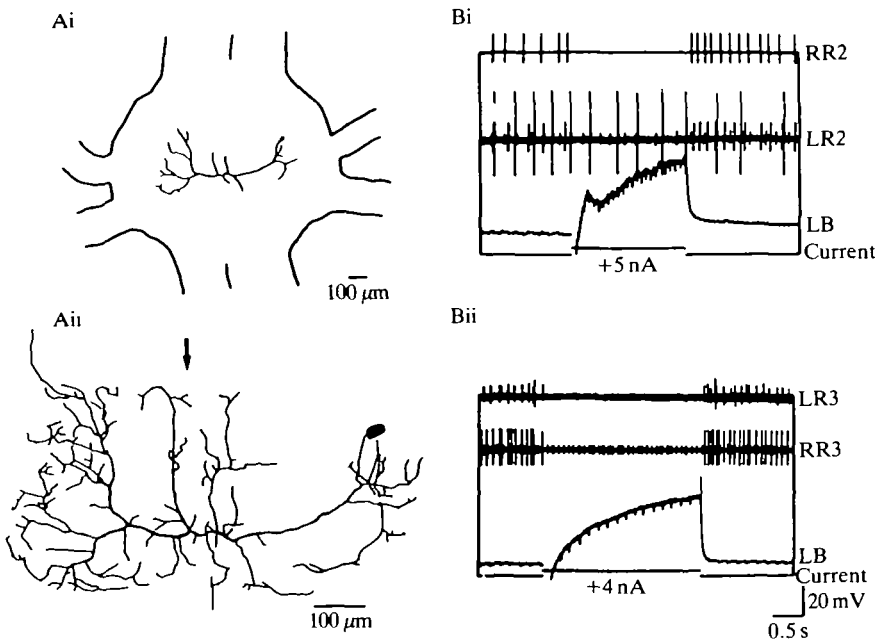 Ai
100 μm
Aii
100 μm
Bi
RR2
LR2
LB
Current
+5 nA
Bii
LR3
RR3
LB
Current
+4 nA
20 mV
0.5 s